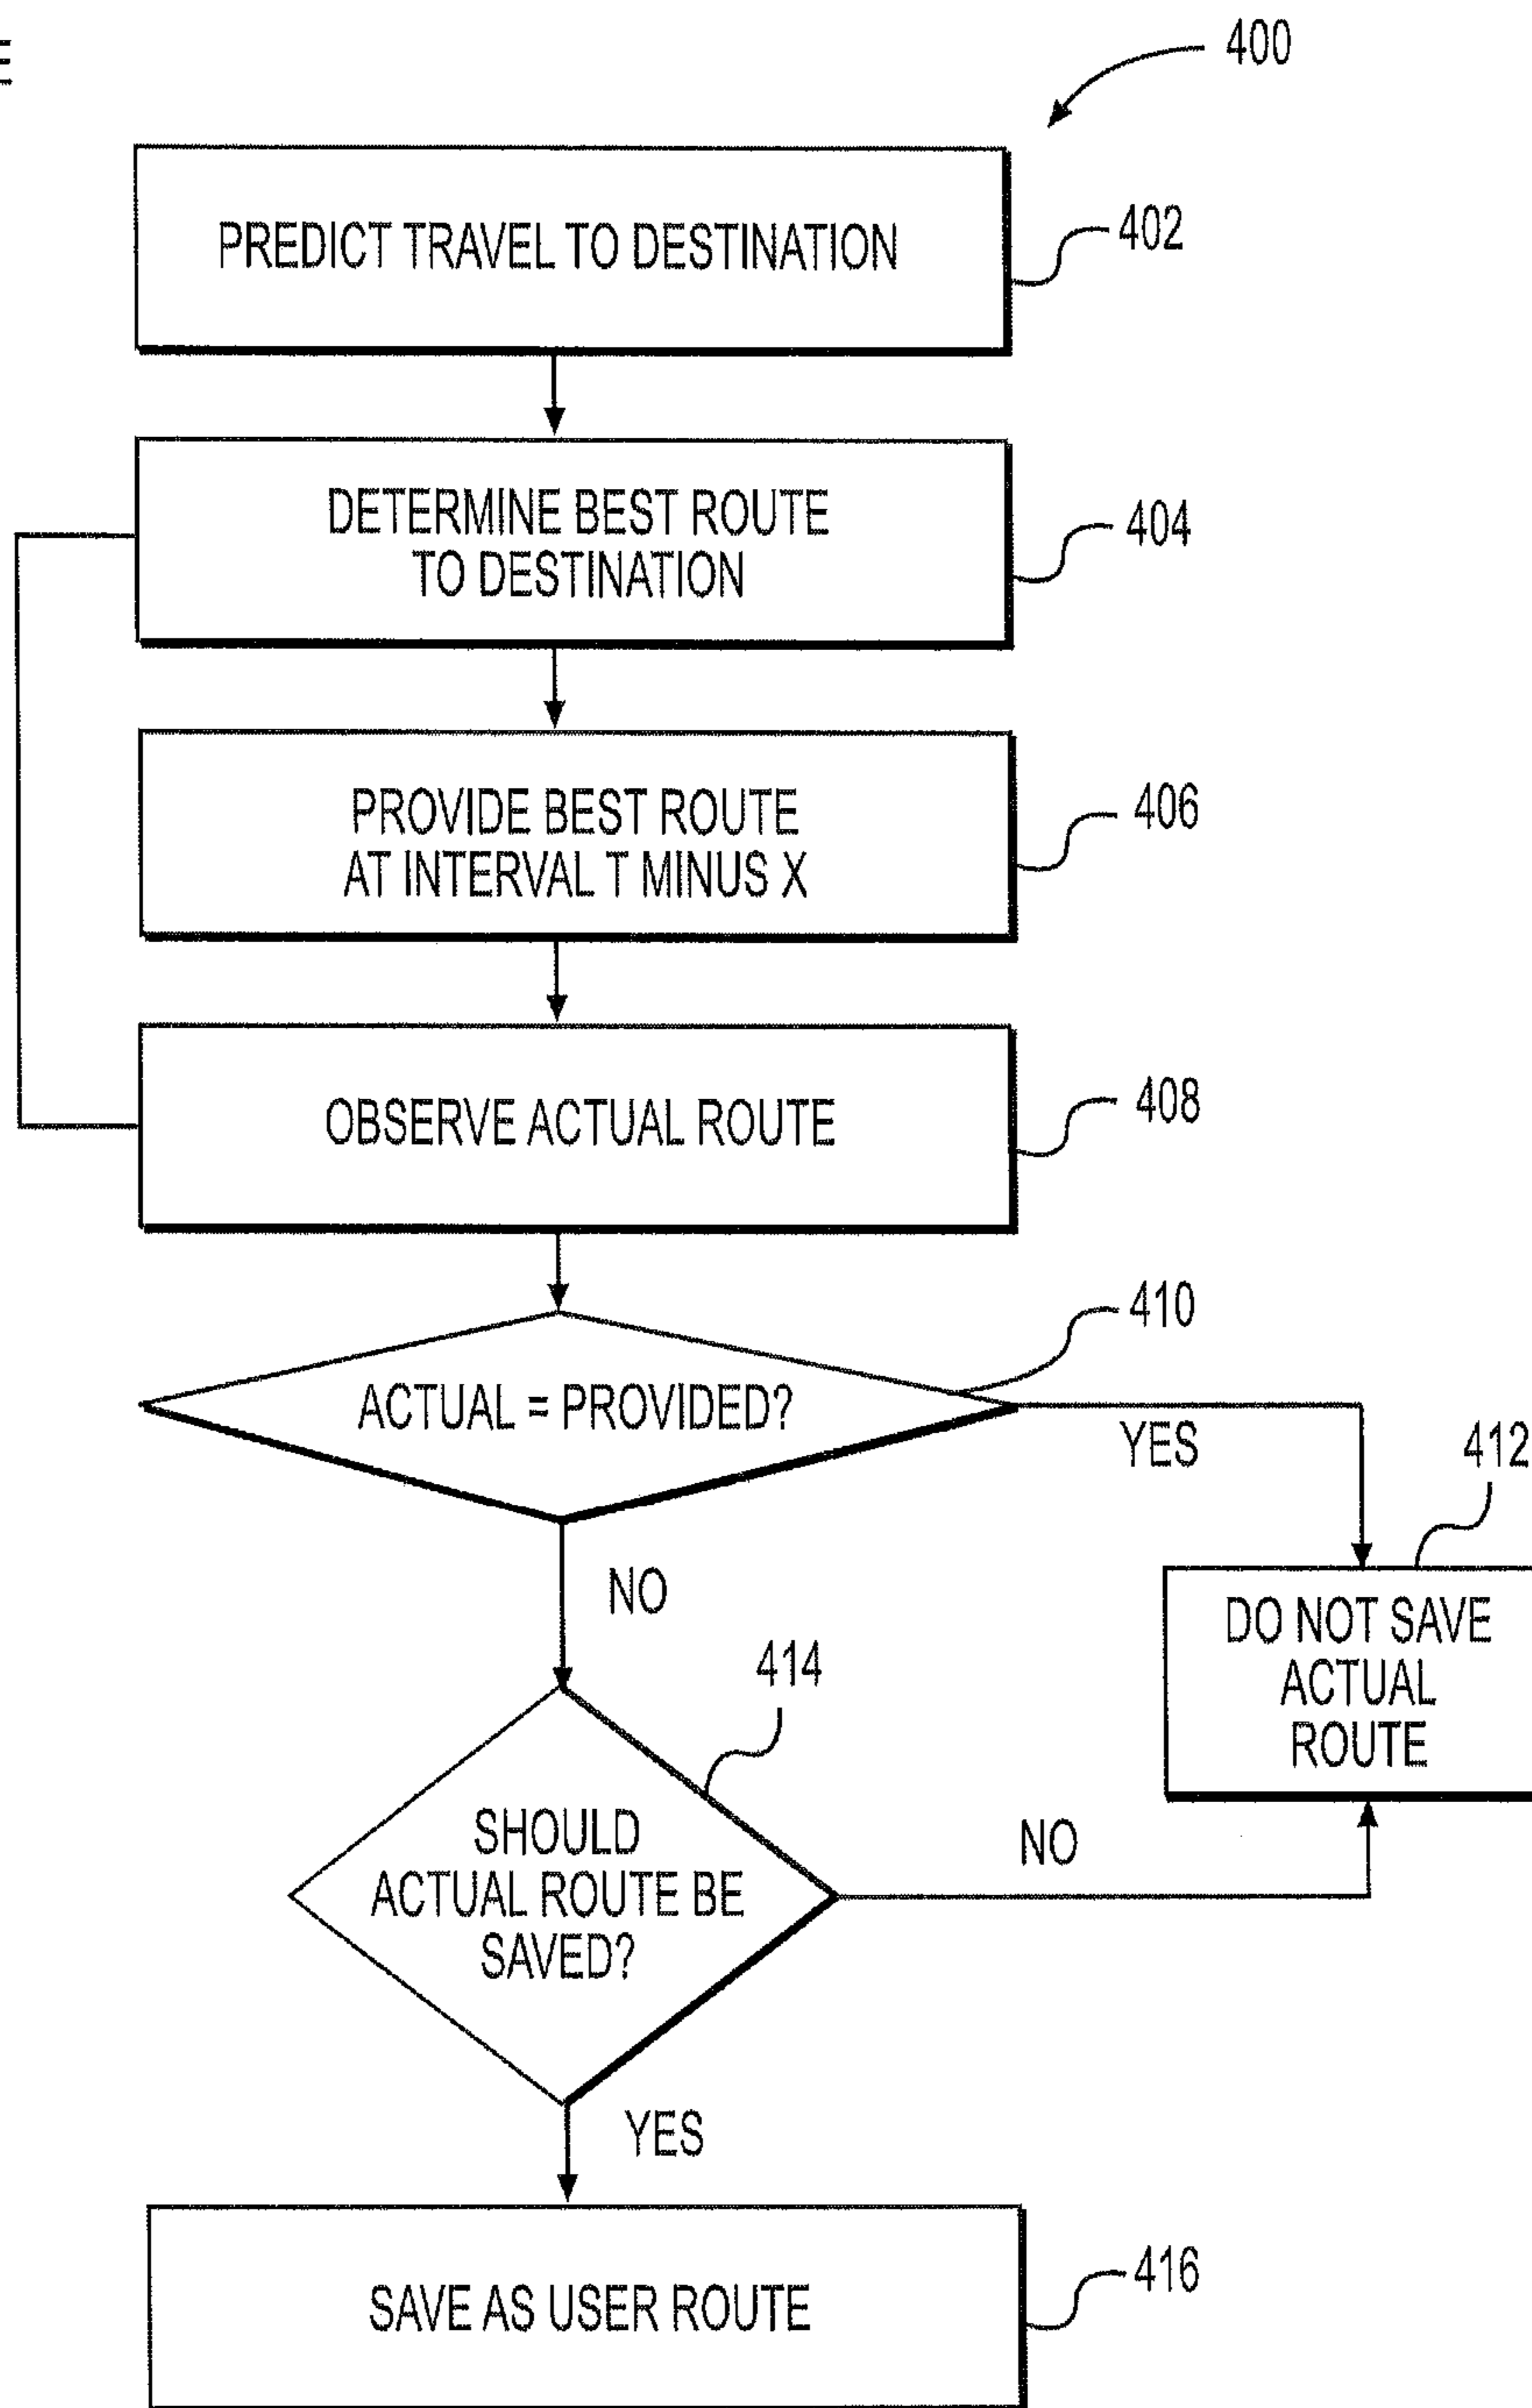 400
PREDICT TRAVEL TO DESTINATION
402
DETERMINE BEST ROUTE
TO DESTINATION
404
PROVIDE BEST ROUTE
AT INTERVAL T MINUS X
406
OBSERVE ACTUAL ROUTE
408
410
ACTUAL = PROVIDED?
YES
412
NO
DO NOT SAVE
ACTUAL
ROUTE
414
SHOULD
ACTUAL ROUTE BE
SAVED?
NO
YES
SAVE AS USER ROUTE
416